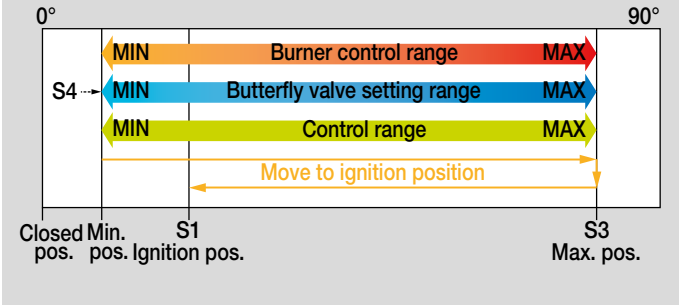 0° 90°
MIN Burner control range MAX
S4 MIN Butterfly valve setting range MAX
MIN Control range MAX
Move to ignition position
Closed pos.
Min. pos.
S1 Ignition pos.
S3 Max. pos.